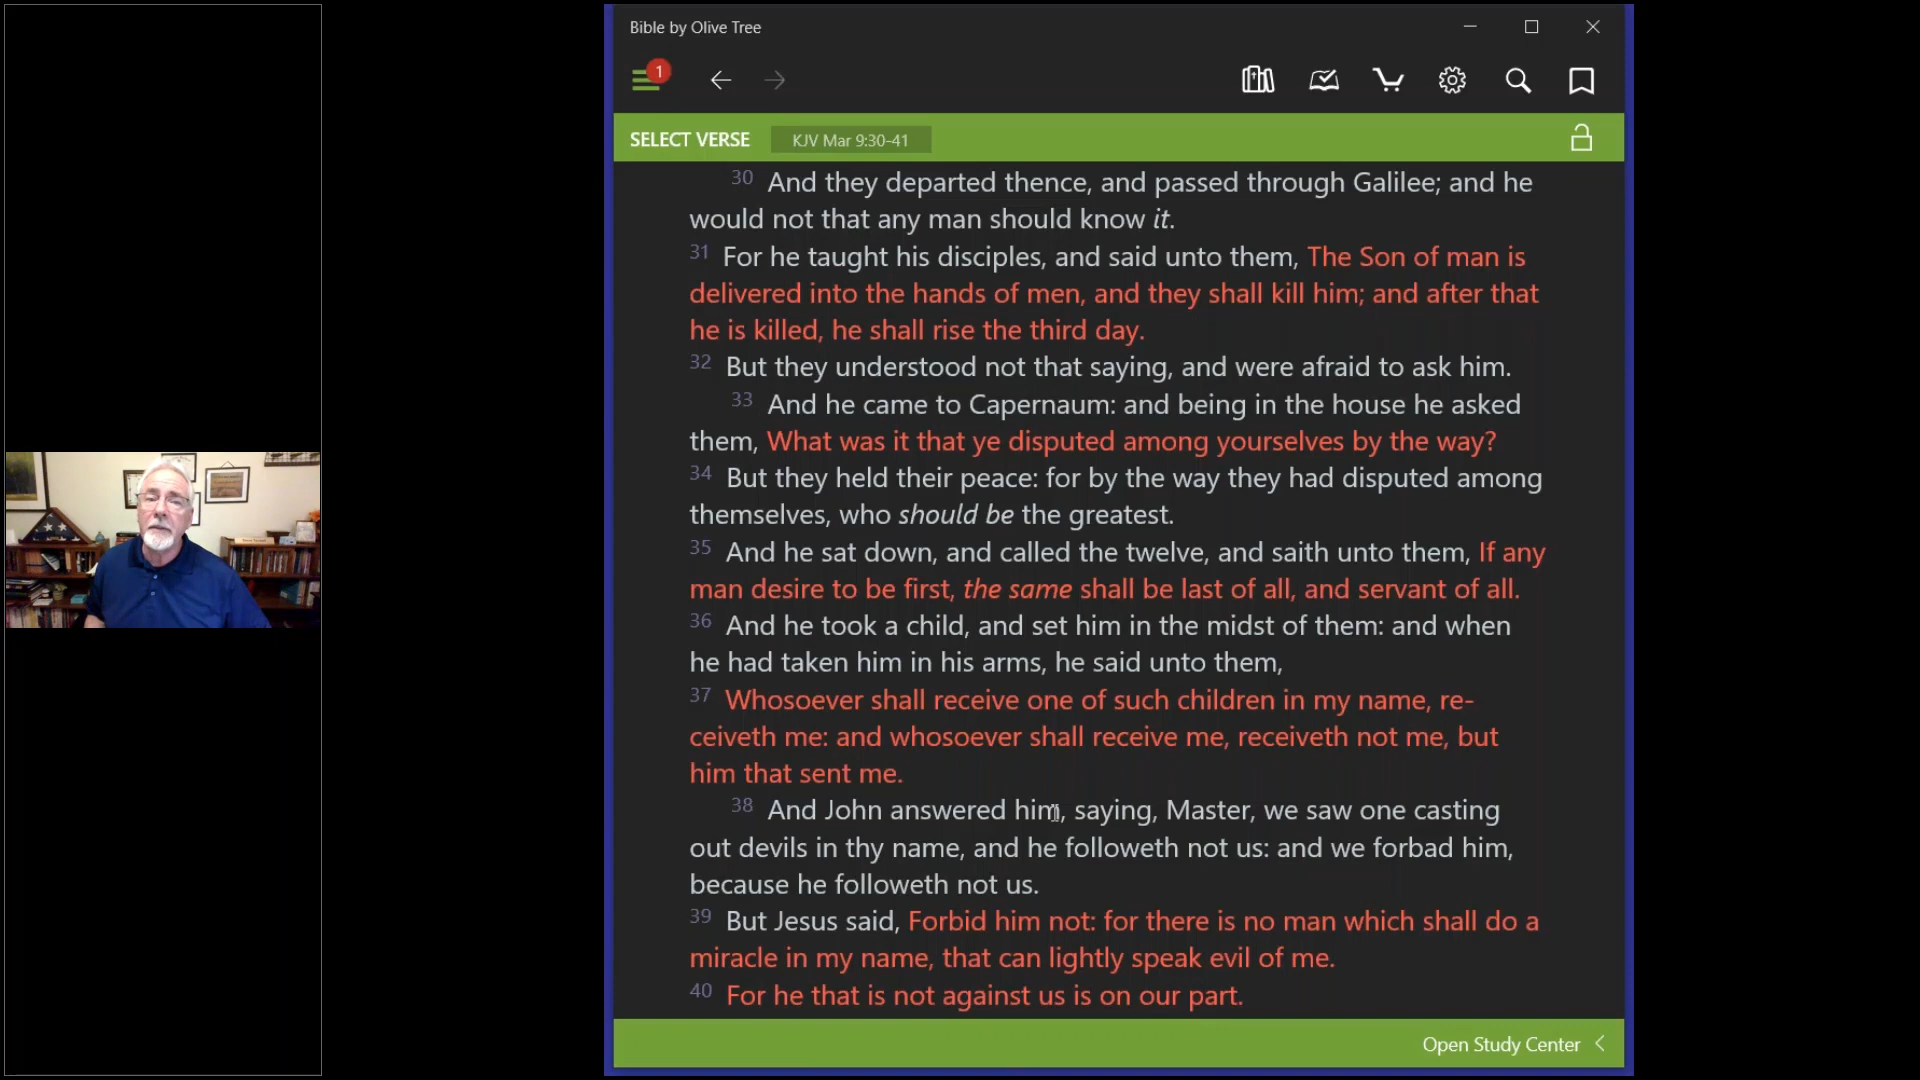 Bible by Olive Tree
1
SELECT VERSE KJV Mar 9:30-41
30 And they departed thence, and passed through Galilee; and he
would not that any man should know it.
31 For he taught his disciples, and said unto them, The Son of man is
delivered into the hands of men, and they shall kill him; and after that
he is killed, he shall rise the third day.
32 But they understood not that saying, and were afraid to ask him.
33 And he came to Capernaum: and being in the house he asked
them, What was it that ye disputed among yourselves by the way?
34 But they held their peace: for by the way they had disputed among
themselves, who should be the greatest.
35 And he sat down, and called the twelve, and saith unto them, If any
man desire to be first, the same shall be last of all, and servant of all.
36 And he took a child, and set him in the midst of them: and when
he had taken him in his arms, he said unto them,
37 Whosoever shall receive one of such children in my name, re-
ceiveth me: and whosoever shall receive me, receiveth not me, but
him that sent me.
38 And John answered him, saying, Master, we saw one casting
out devils in thy name, and he followeth not us: and we forbad him,
because he followeth not us.
39 But Jesus said, Forbid him not: for there is no man which shall do a
miracle in my name, that can lightly speak evil of me.
40 For he that is not against us is on our part.
Open Study Center